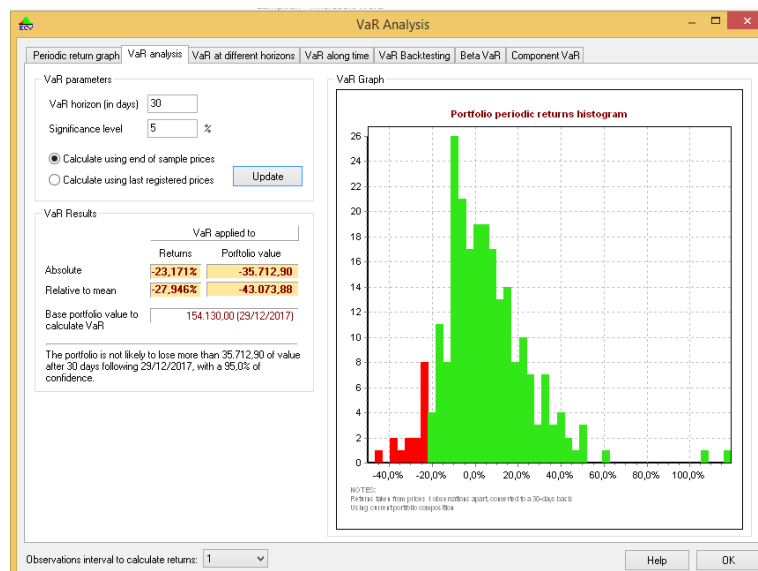 VaR Analysis
ECV
Periodic return graph VaR analysis VaR at different horizons VaR along time VaR Backtesting Beta VaR Component VaR
VaR parameters
VaR horizon (in days) 30
Significance level 5 %
Calculate using end of sample prices
Calculate using last registered prices
Update
VaR Results
VaR applied to
Returns Portfolio value
Absolute -23,171% -35.712,90
Relative to mean -27,946% -43.073,88
Base portfolio value to
calculate VaR
154.130,00 (29/12/2017)
The portfolio is not likely to lose more than 35.712,90 of value
after 30 days following 29/12/2017, with a 95,0% of
confidence.
VaR Graph
Portfolio periodic returns histogram
26
24
22
20
18
16
14
12
10
8
6
4
2
0
-40,0% -20,0% 0,0% 20,0% 40,0% 60,0% 80,0% 100,0%
NOTES:
Returns taken from prices 1 observations apart, converted to a 30-days basis
Using current portfolio composition
Observations interval to calculate returns: 1
Help OK